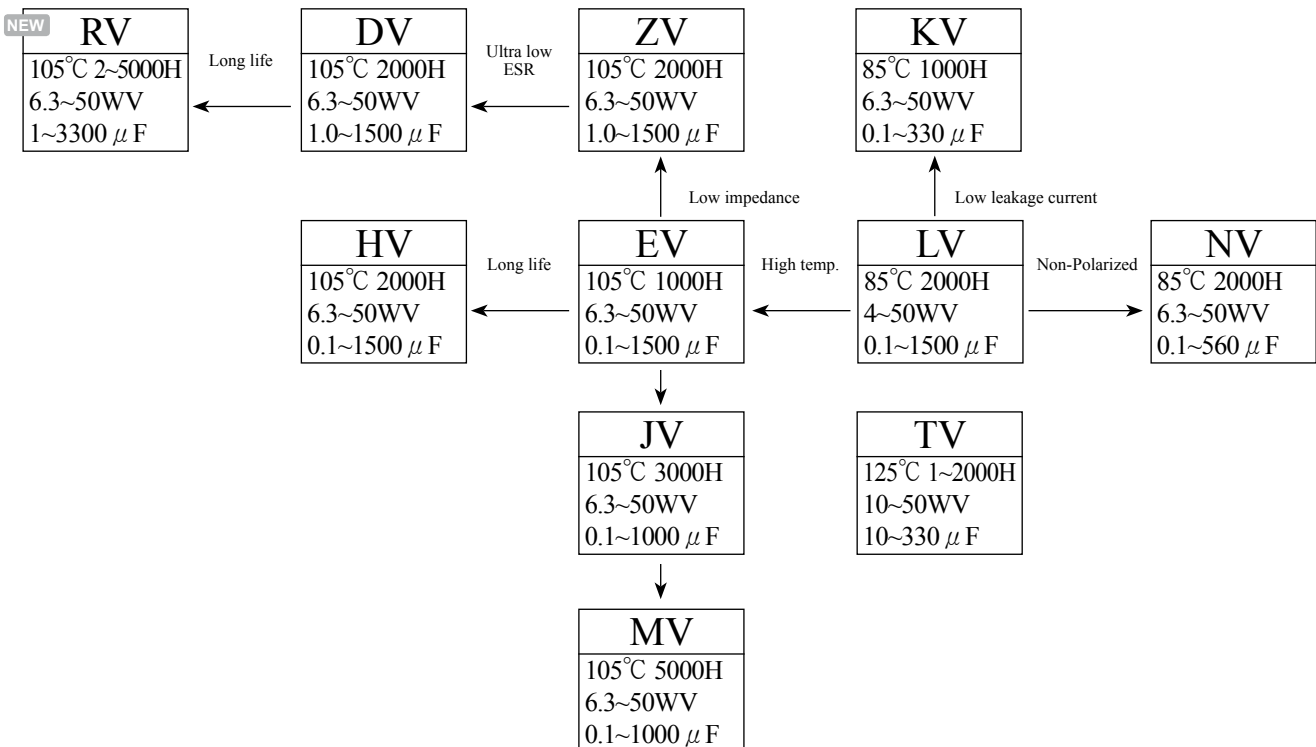 NEW
RV
105℃ 2~5000H
6.3~50WV
1~3300 μF
Long life
DV
105℃ 2000H
6.3~50WV
1.0~1500 μF
Ultra low
ESR
ZV
105℃ 2000H
6.3~50WV
1.0~1500 μF
KV
85℃ 1000H
6.3~50WV
0.1~330 μF
Low impedance
Low leakage current
HV
105℃ 2000H
6.3~50WV
0.1~1500 μF
Long life
EV
105℃ 1000H
6.3~50WV
0.1~1500 μF
High temp.
LV
85℃ 2000H
4~50WV
0.1~1500 μF
Non-Polarized
NV
85℃ 2000H
6.3~50WV
0.1~560 μF
JV
105℃ 3000H
6.3~50WV
0.1~1000 μF
TV
125℃ 1~2000H
10~50WV
10~330 μF
MV
105℃ 5000H
6.3~50WV
0.1~1000 μF